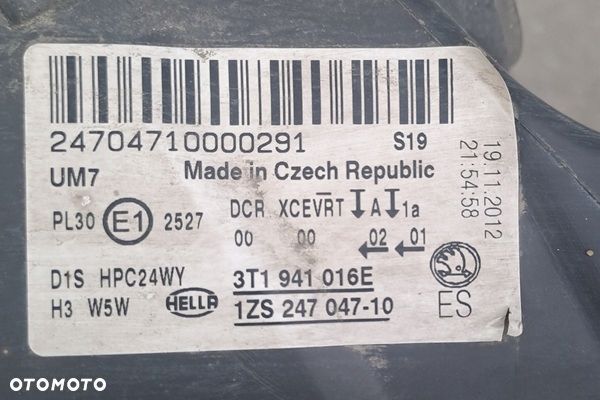 24704710000291 S19
UM7 Made in Czech Republic
19.11.2012
21:54:58
PL30 E1 2527 DCR XCEVRT A 1a
00 00 02 01
D1S HPC24WY 3T1 941 016E
H3 W5W HELLA 1ZS 247 047-10
ES
OTOMOTO